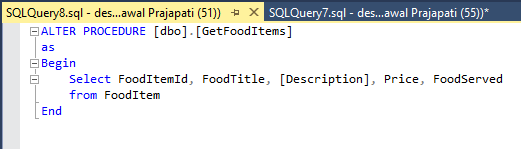 SQLQuery8.sql - des...awal Prajapati (51)) SQLQuery7.sql - des...awal Prajapati (55))*
ALTER PROCEDURE [dbo].[GetFoodItems]
as
Begin
Select FoodItemId, FoodTitle, [Description], Price, FoodServed
from FoodItem
End